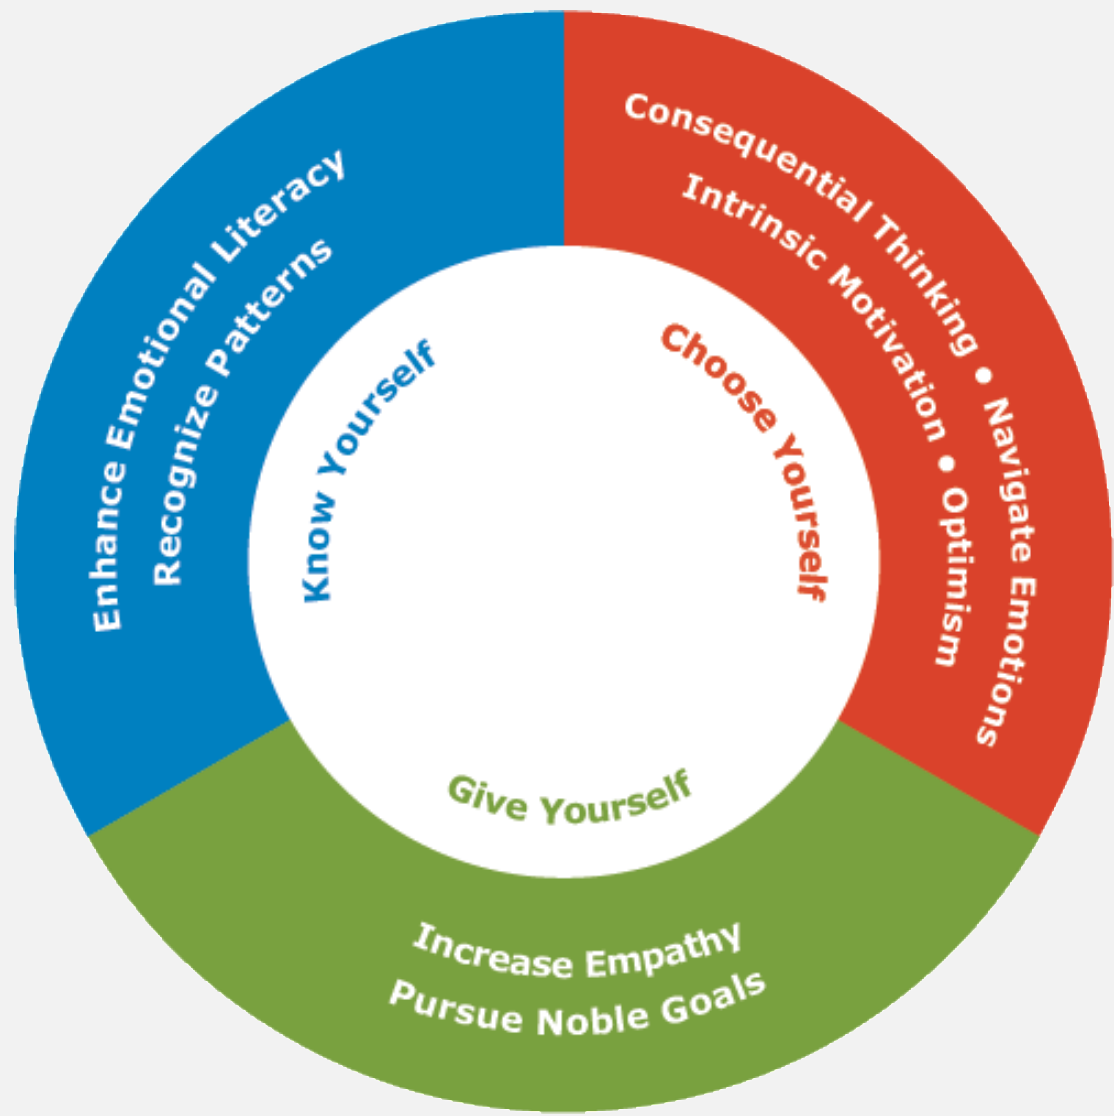 Enhance Emotional Literacy
Recognize Patterns
Know Yourself
Consequential Thinking • Navigate Emotions
Intrinsic Motivation • Optimism
Choose Yourself
Give Yourself
Increase Empathy
Pursue Noble Goals